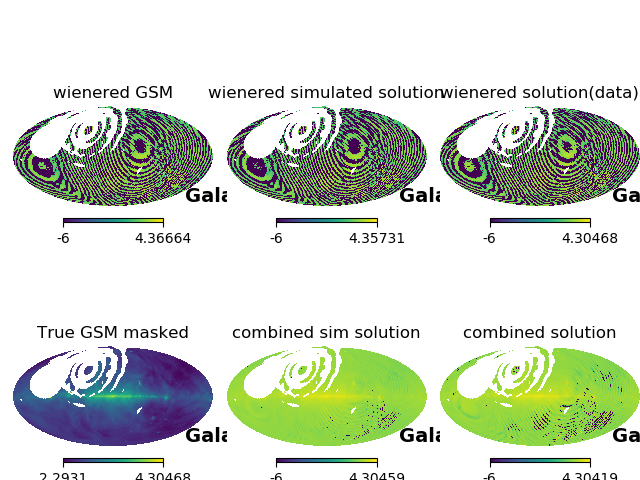 wienered GSM wienered simulated solution wienered solution(data)
Gala Gala Ga
-6 4.36664 -6 4.35731 -6 4.30468
True GSM masked combined sim solution combined solution
Gala Gala Ga
2.2931 4.30468 -6 4.30459 -6 4.30419